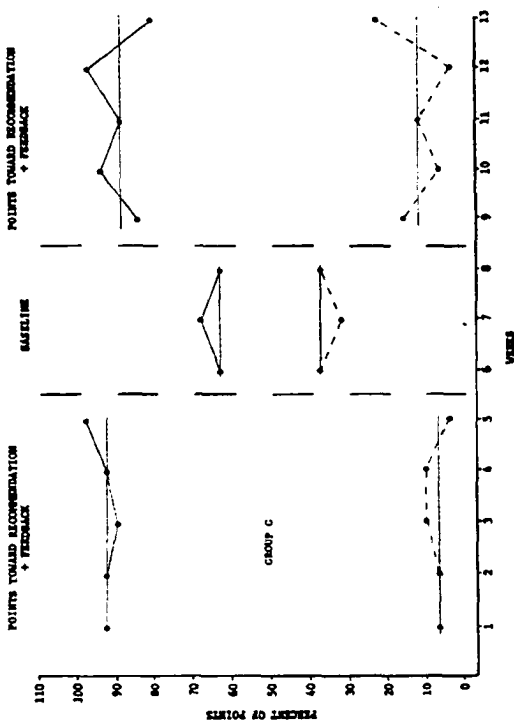 POINTS TOWARD RECOMMENDATION
+ FEEDBACK
BASELINE
POINTS TOWARD RECOMMENDATION
+ FEEDBACK
110
100
90
80
70
60
50
40
30
20
10
0
PERCENT OF POINTS
GROUP C
1 2 3 4 5 6 7 8 9 10 11 12 13
WEEKS